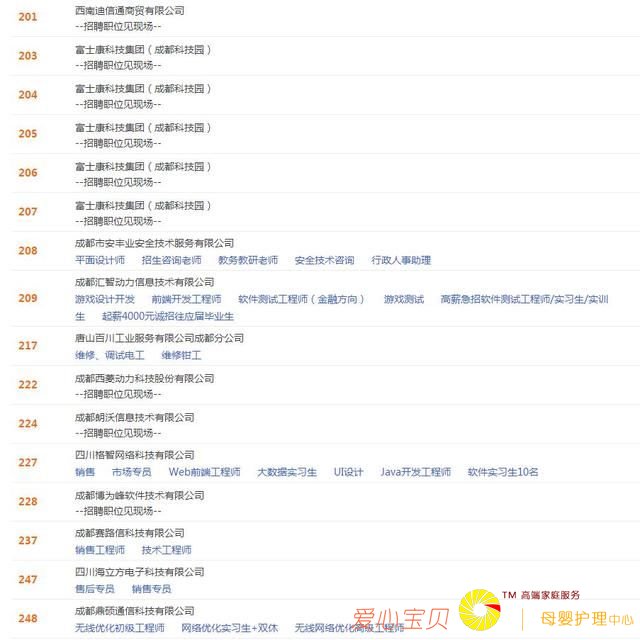 201
西南迪信通商贸有限公司
--招聘职位见现场--
203
富士康科技集团（成都科技园）
--招聘职位见现场--
204
富士康科技集团（成都科技园）
--招聘职位见现场--
205
富士康科技集团（成都科技园）
--招聘职位见现场--
206
富士康科技集团（成都科技园）
--招聘职位见现场--
207
富士康科技集团（成都科技园）
--招聘职位见现场--
208
成都市安丰业安全技术服务有限公司
平面设计师 招生咨询老师 教务教研老师 安全技术咨询 行政人事助理
209
成都汇智动力信息技术有限公司
游戏设计开发 前端开发工程师 软件测试工程师（金融方向） 游戏测试 高薪急招软件测试工程师/实习生/实训
生 起薪4000元诚招往应届毕业生
217
唐山百川工业服务有限公司成都分公司
维修、调试电工 维修钳工
222
成都西菱动力科技股份有限公司
--招聘职位见现场--
224
成都朗沃信息技术有限公司
--招聘职位见现场--
227
四川格智网络科技有限公司
销售 市场专员 Web前端工程师 大数据实习生 UI设计 Java开发工程师 软件实习生10名
228
成都博为峰软件技术有限公司
--招聘职位见现场--
237
成都赛路信科技有限公司
销售工程师 技术工程师
247
四川海立方电子科技有限公司
售后专员 销售专员
248
成都鼎硕通信科技有限公司
无线优化初级工程师 网络优化实习生+双休 无线网络优化高级工程师
爱心宝贝
TM 高端家庭服务
母婴护理中心